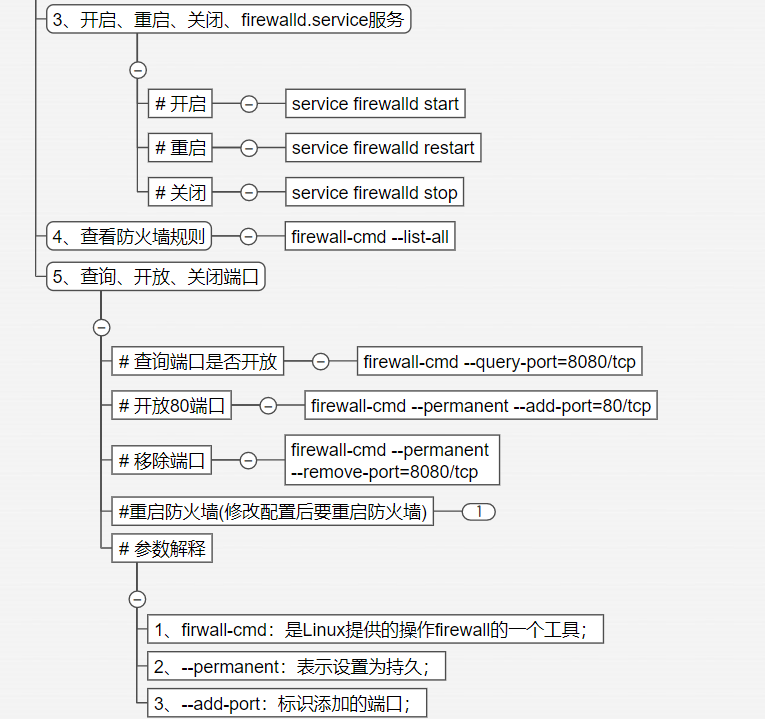 3、开启、重启、关闭、firewalld.service服务
# 开启
service firewalld start
# 重启
service firewalld restart
# 关闭
service firewalld stop
4、查看防火墙规则
firewall-cmd --list-all
5、查询、开放、关闭端口
# 查询端口是否开放
firewall-cmd --query-port=8080/tcp
# 开放80端口
firewall-cmd --permanent --add-port=80/tcp
# 移除端口
firewall-cmd --permanent
--remove-port=8080/tcp
#重启防火墙(修改配置后要重启防火墙)
1
# 参数解释
1、firwall-cmd：是Linux提供的操作firewall的一个工具；
2、--permanent：表示设置为持久；
3、--add-port：标识添加的端口；